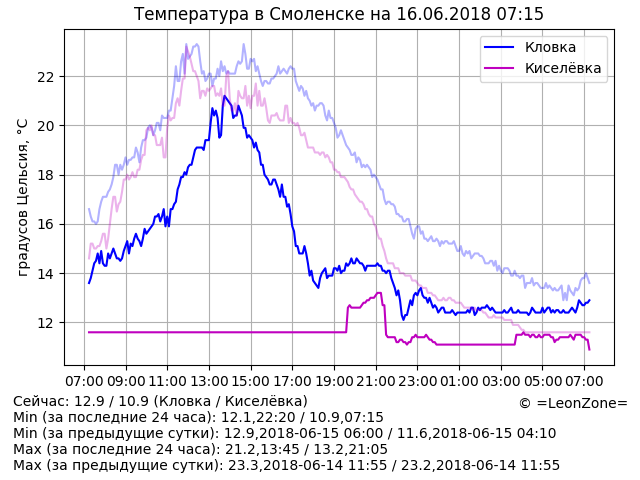 Температура в Смоленске на 16.06.2018 07:15
Кловка
Киселёвка
градусов Цельсия, °C
22
20
18
16
14
12
07:00 09:00 11:00 13:00 15:00 17:00 19:00 21:00 23:00 01:00 03:00 05:00 07:00
Сейчас: 12.9 / 10.9 (Кловка / Киселёвка)
© =LeonZone=
Min (за последние 24 часа): 12.1,22:20 / 10.9,07:15
Min (за предыдущие сутки): 12.9,2018-06-15 06:00 / 11.6,2018-06-15 04:10
Max (за последние 24 часа): 21.2,13:45 / 13.2,21:05
Max (за предыдущие сутки): 23.3,2018-06-14 11:55 / 23.2,2018-06-14 11:55